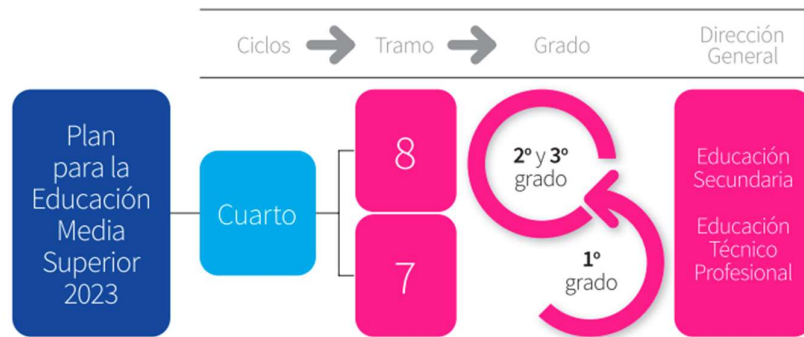 Ciclos
Tramo
Grado
Dirección
General
Plan
para la
Educación
Media
Superior
2023
Cuarto
8
7
2º y 3º
grado
1º
grado
Educación
Secundaria
Educación
Técnico
Profesional